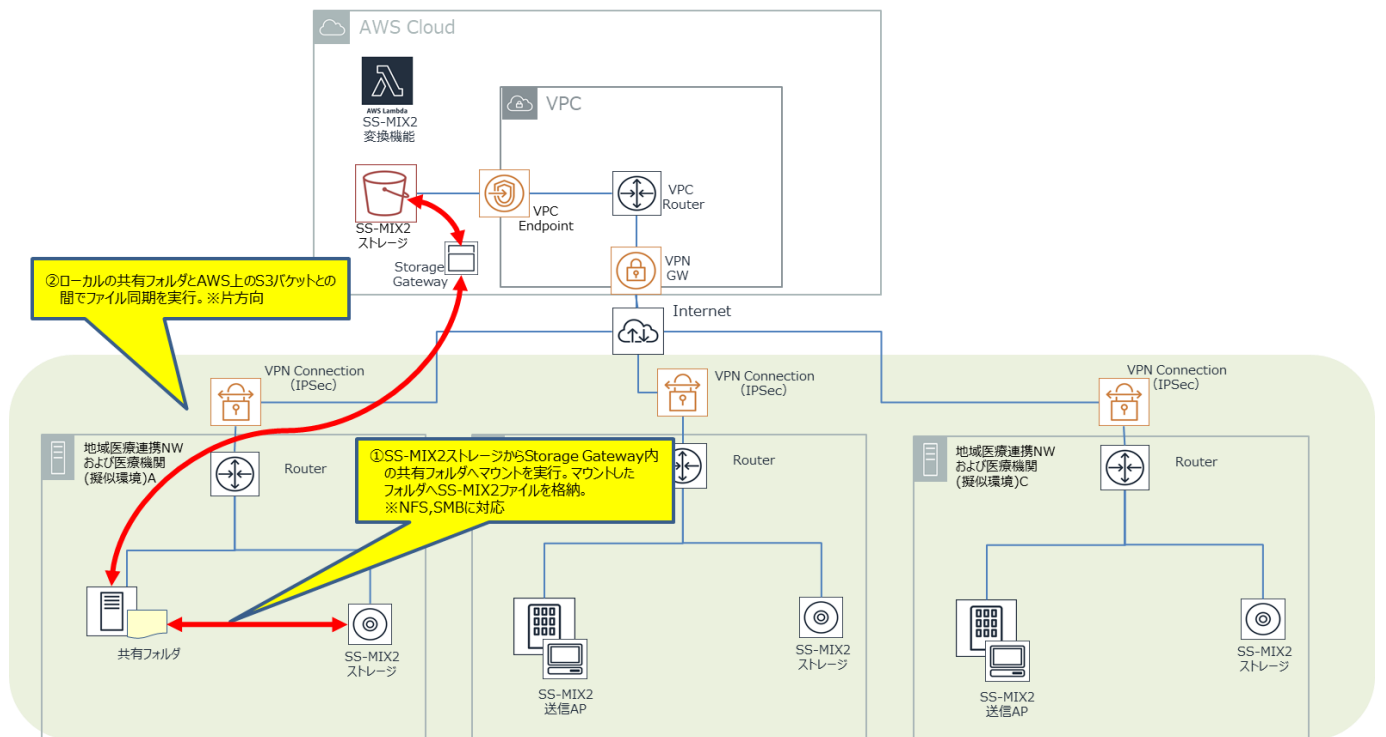 AWS Cloud
AWS Lambda
SS-MIX2
変換機能
VPC
SS-MIX2
ストレージ
VPC
Endpoint
VPC
Router
Storage
Gateway
VPN
GW
Internet
②ローカルの共有フォルダとAWS上のS3バケットとの
間でファイル同期を実行。※片方向
VPN Connection
（IPSec）
VPN Connection
（IPSec）
VPN Connection
（IPSec）
地域医療連携NW
および医療機関
(擬似環境)A
Router
①SS-MIX2ストレージからStorage Gateway内
の共有フォルダへマウントを実行。マウントした
フォルダへSS-MIX2ファイルを格納。
※NFS,SMBに対応
Router
地域医療連携NW
および医療機関
(擬似環境)C
Router
共有フォルダ
SS-MIX2
ストレージ
SS-MIX2
送信AP
SS-MIX2
ストレージ
SS-MIX2
送信AP
SS-MIX2
ストレージ